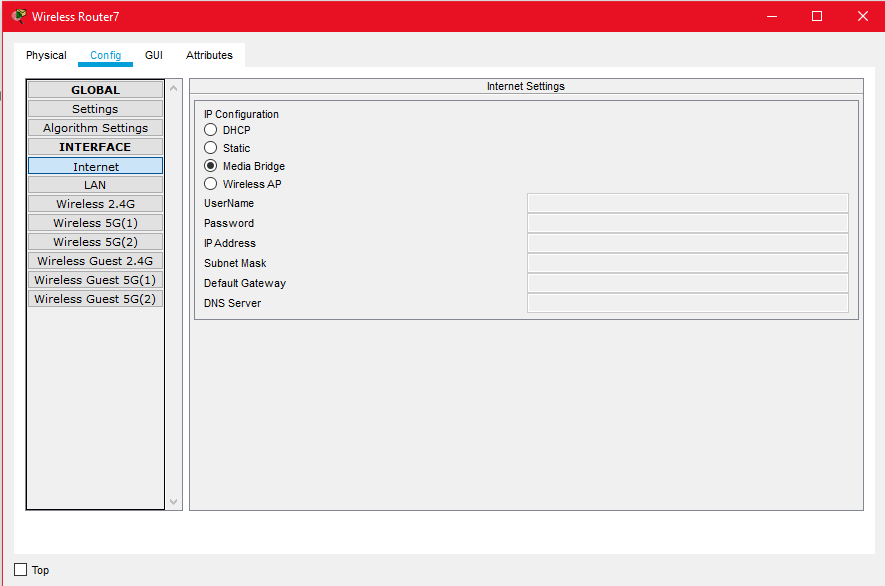 Wireless Router7
Physical Config GUI Attributes
GLOBAL
Settings
Algorithm Settings
INTERFACE
Internet
LAN
Wireless 2.4G
Wireless 5G(1)
Wireless 5G(2)
Wireless Guest 2.4G
Wireless Guest 5G(1)
Wireless Guest 5G(2)
Internet Settings
IP Configuration
DHCP
Static
Media Bridge
Wireless AP
UserName
Password
IP Address
Subnet Mask
Default Gateway
DNS Server
Top